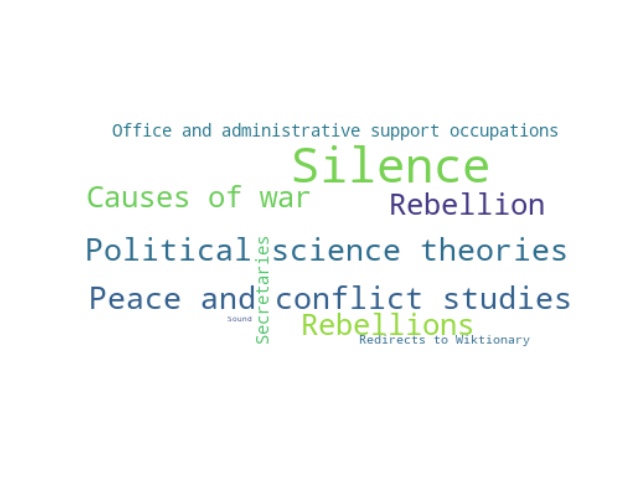 Office and administrative support occupations
Silence
Causes of war
Rebellion
Political science theories
Secretaries
Peace and conflict studies
Sound
Rebellions
Redirects to Wiktionary